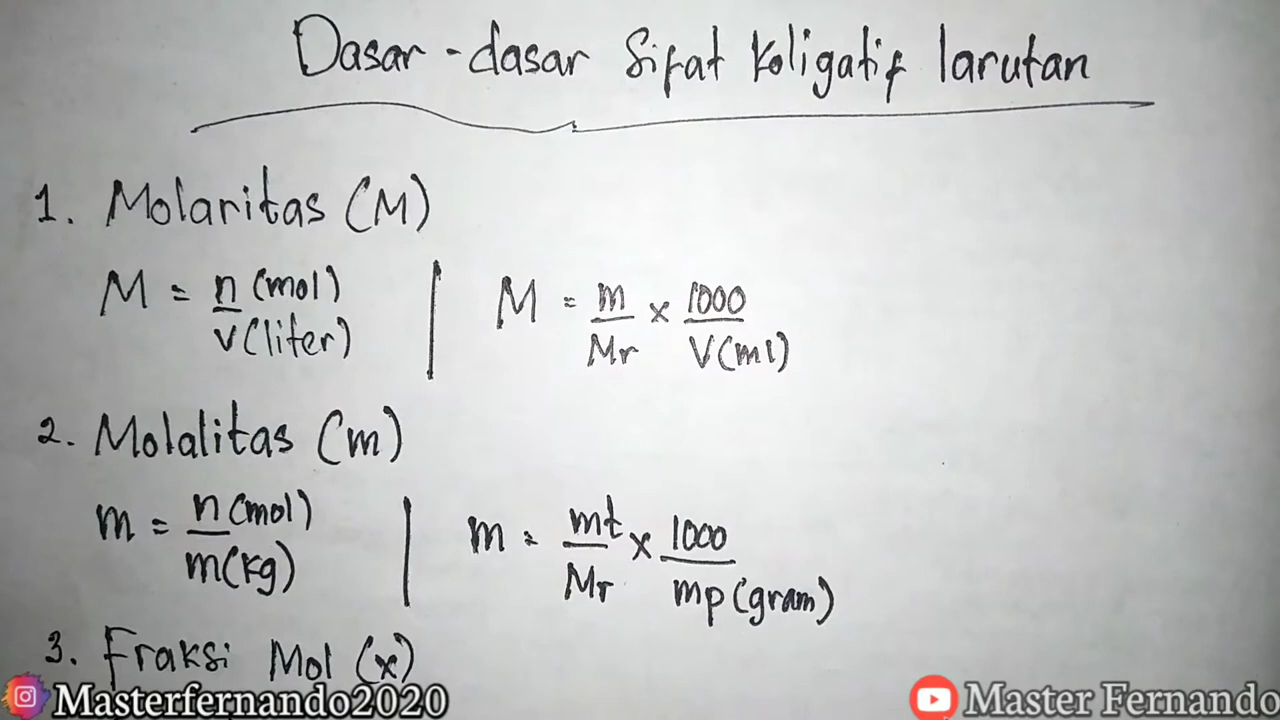 Dasar-dasar Sifat Koligatif larutan
1. Molaritas (M)
M = n (mol) / V (liter) | M = m / Mr x 1000 / V (ml)
2. Molalitas (m)
m = n (mol) / m (kg) | m = mt / Mr x 1000 / mp (gram)
3. Fraksi Mol (x)
Masterfernando2020
Master Fernando